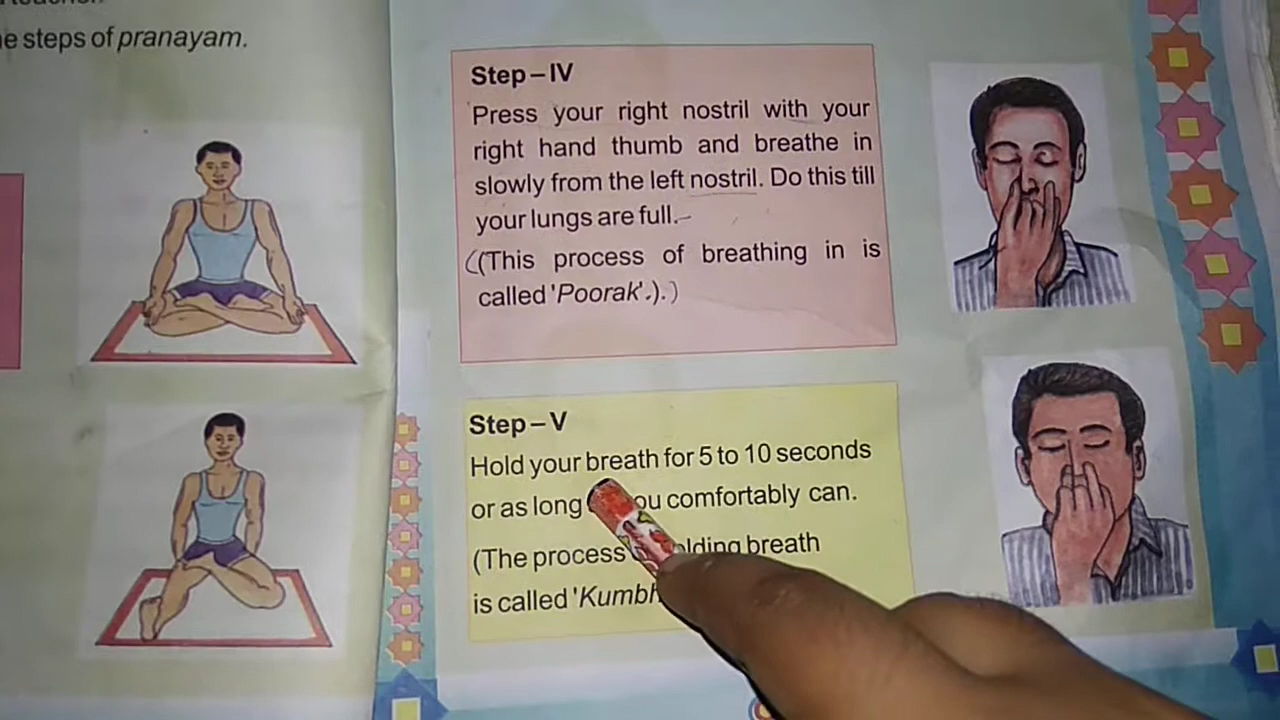 e steps of pranayam.
Step–IV
Press your right nostril with your
right hand thumb and breathe in
slowly from the left nostril. Do this till
your lungs are full.
(This process of breathing in is
called 'Poorak'.).)
Step–V
Hold your breath for 5 to 10 seconds
or as long ou comfortably can.
(The process olding breath
is called 'Kumbh